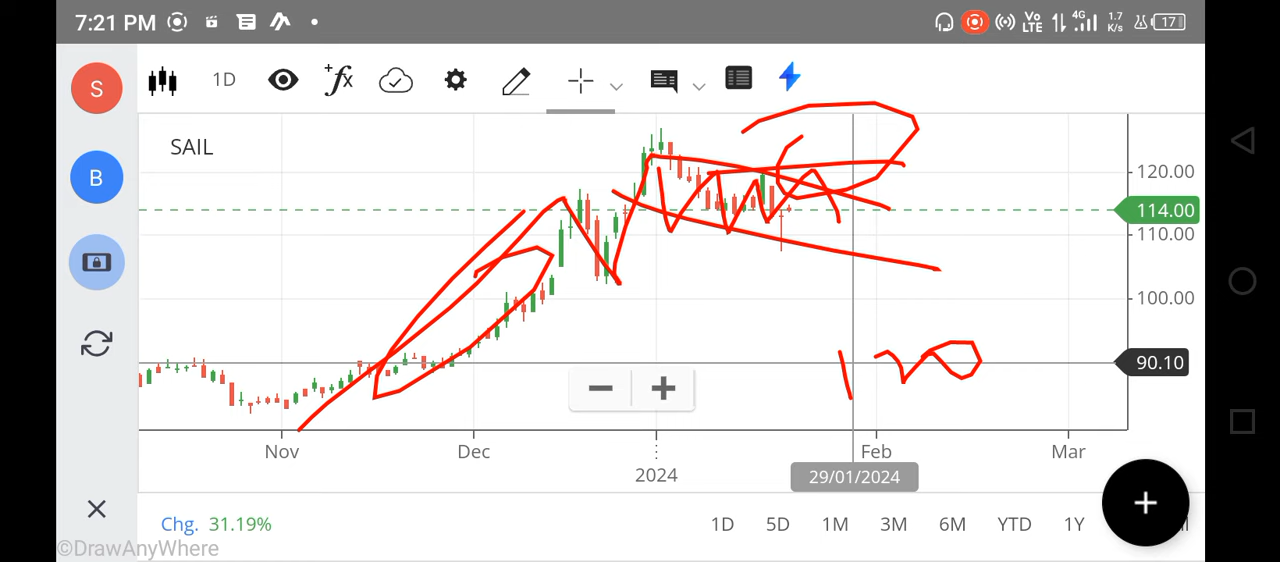 7:21 PM
Vo LTE 4G 1.7 K/s 17
S
1D
fx
B
SAIL
120.00
114.00
110.00
100.00
90.10
Nov Dec 2024 Feb Mar
29/01/2024
Chg. 31.19% 1D 5D 1M 3M 6M YTD 1Y
©DrawAnyWhere